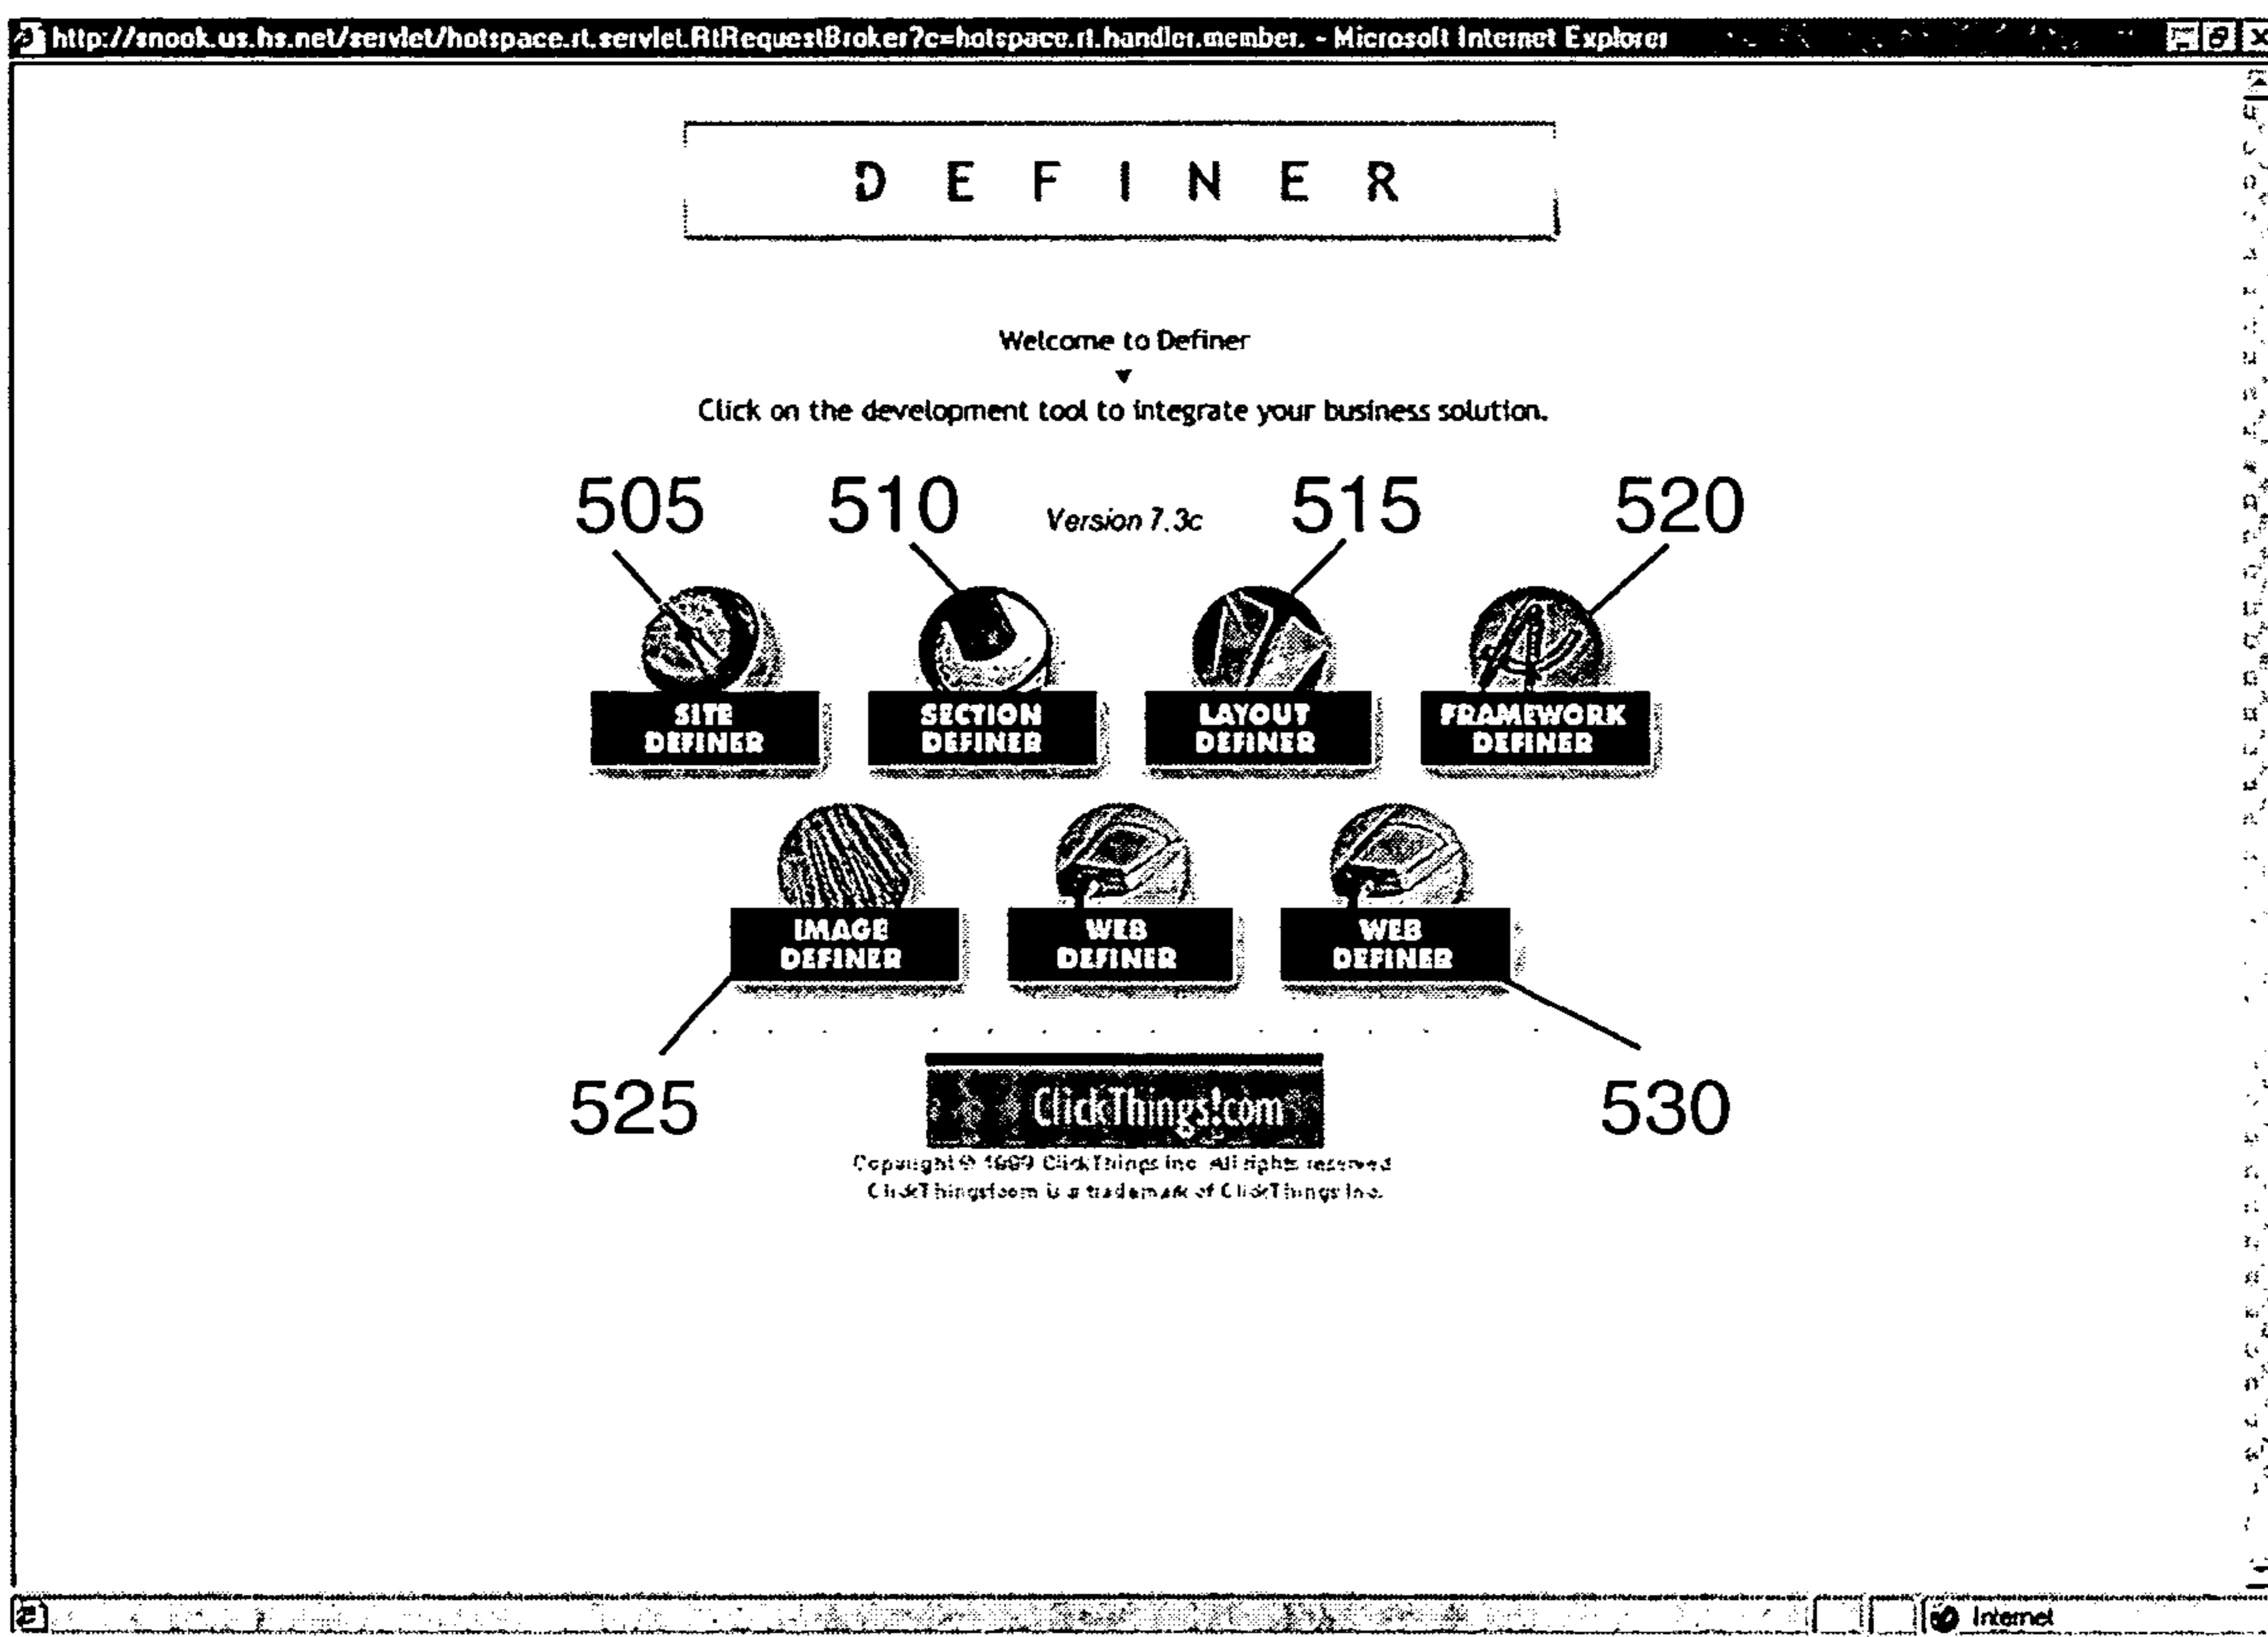 http://snook.us.hs.net/servlet/hotspace.rt.servlet.RtRequestBroker?c=hotspace.rt.handler.member. - Microsoft Internet Explorer
D E F I N E R
Welcome to Definer
Click on the development tool to integrate your business solution.
505 510 Version 7.3c 515 520
SITE DEFINER
SECTION DEFINER
LAYOUT DEFINER
FRAMEWORK DEFINER
IMAGE DEFINER
WEB DEFINER
WEB DEFINER
525 530
ClickThings!com
Copyright © 1999 ClickThings Inc. All rights reserved
ClickThings!com is a trademark of ClickThings Inc.
Internet